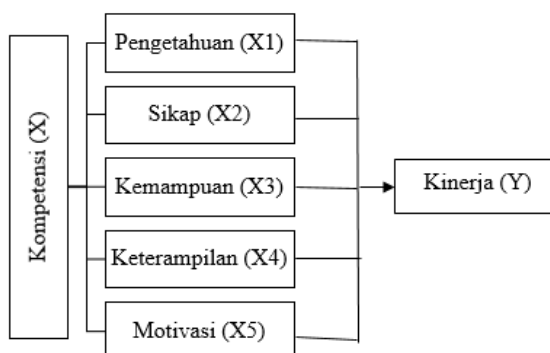 Kompetensi (X)
Pengetahuan (X1)
Sikap (X2)
Kemampuan (X3)
Keterampilan (X4)
Motivasi (X5)
Kinerja (Y)